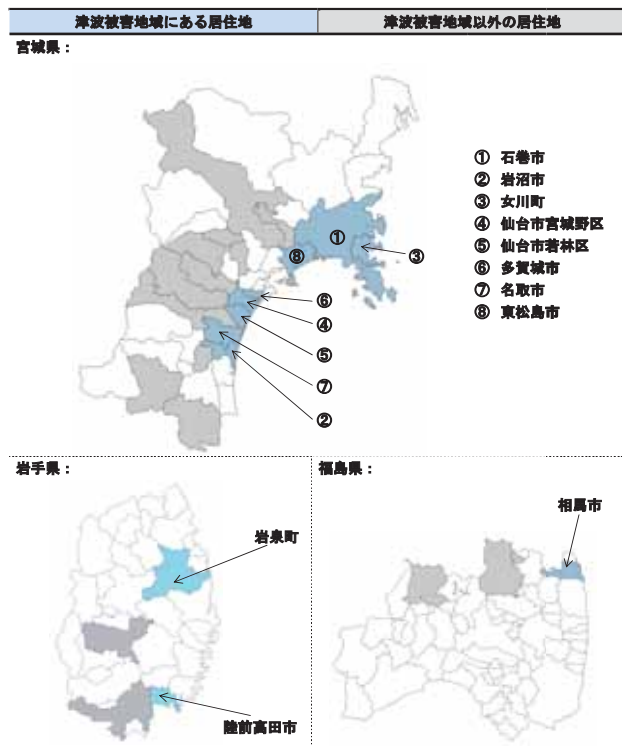 津波被害地域にある居住地
津波被害地域以外の居住地
宮城県：
① 石巻市
② 岩沼市
③ 女川町
④ 仙台市宮城野区
⑤ 仙台市若林区
⑥ 多賀城市
⑦ 名取市
⑧ 東松島市
①
⑧
③
⑥
④
⑤
⑦
②
岩手県：
岩泉町
陸前高田市
福島県：
相馬市